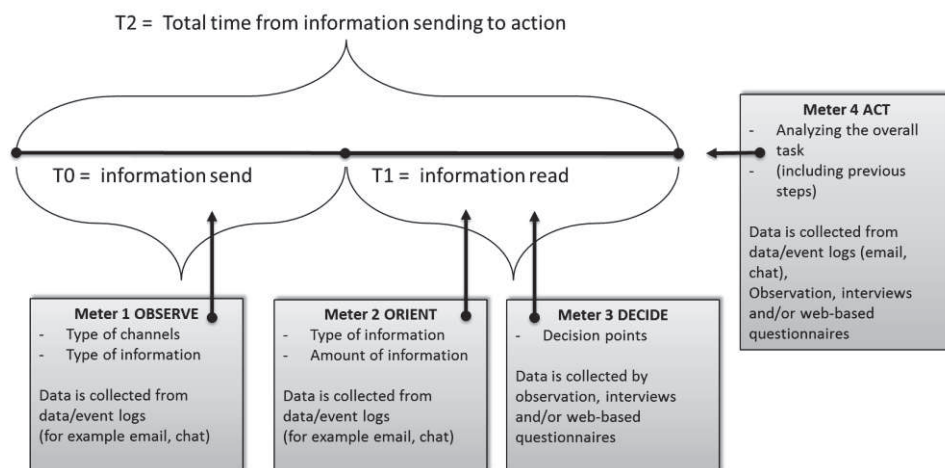 T2 = Total time from information sending to action
T0 = information send
T1 = information read
Meter 1 OBSERVE
- Type of channels
- Type of information
Data is collected from
data/event logs
(for example email, chat)
Meter 2 ORIENT
- Type of information
- Amount of information
Data is collected from
data/event logs
(for example email, chat)
Meter 3 DECIDE
- Decision points
Data is collected by
observation, interviews
and/or web-based
questionnaires
Meter 4 ACT
- Analyzing the overall
task
- (including previous
steps)
Data is collected from
data/event logs (email,
chat),
Observation, interviews
and/or web-based
questionnaires